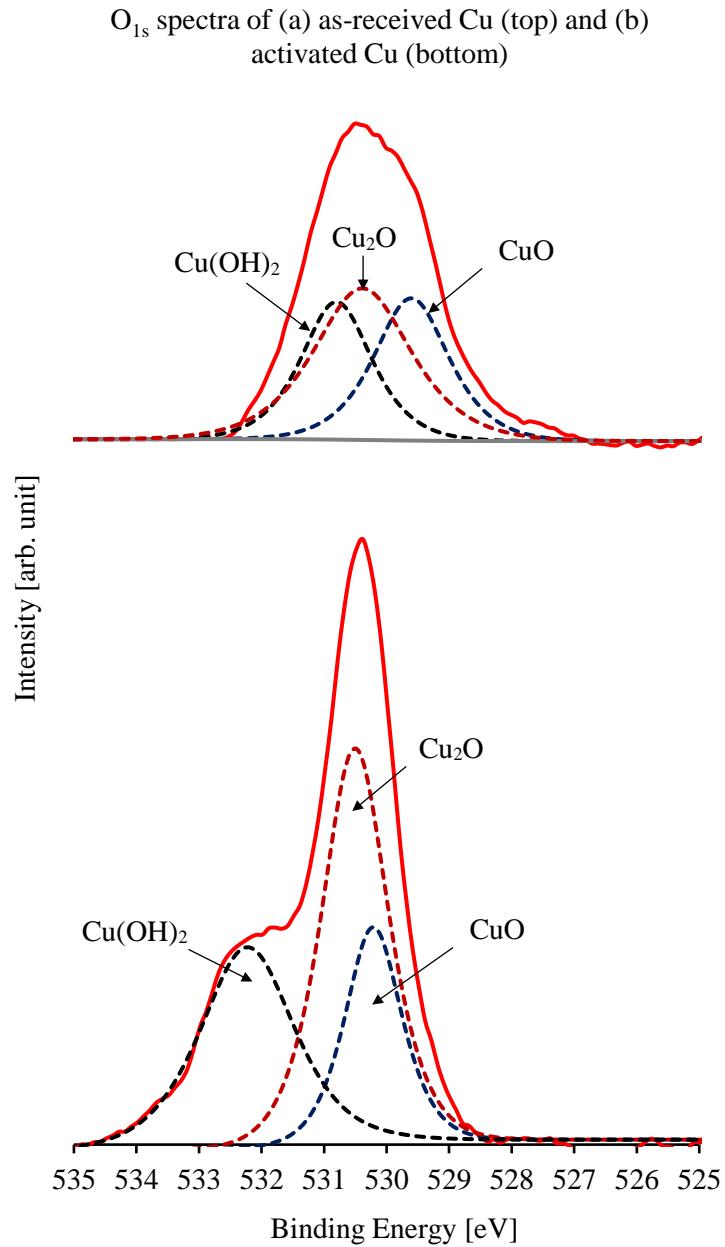 O₁ₛ spectra of (a) as-received Cu (top) and (b)
activated Cu (bottom)
Cu(OH)₂
Cu₂O
CuO
Intensity [arb. unit]
Cu₂O
Cu(OH)₂
CuO
535 534 533 532 531 530 529 528 527 526 525
Binding Energy [eV]